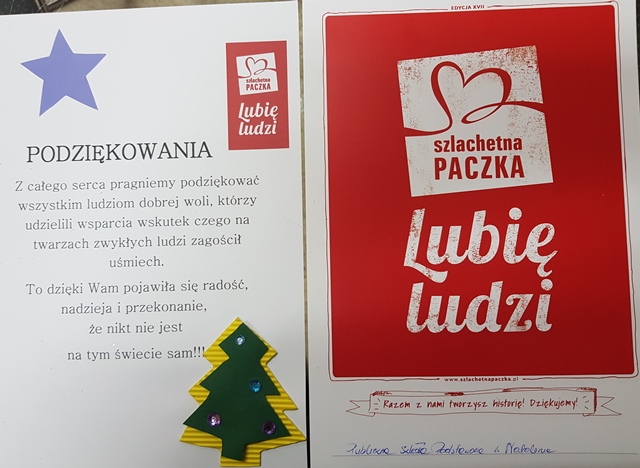 szlachetna
PACZKA
Lubię
ludzi
PODZIĘKOWANIA
Z całego serca pragniemy podziękować
wszystkim ludziom dobrej woli, którzy
udzielili wsparcia wskutek czego na
twarzach zwykłych ludzi zagościł
uśmiech.
To dzięki Wam pojawiła się radość,
nadzieja i przekonanie,
że nikt nie jest
na tym świecie sam!!!
EDYCJA XVII
szlachetna
PACZKA
Lubię
ludzi
www.szlachetnapaczka.pl
Razem z nami tworzysz historię! Dziękujemy!
Publiczna Szkoła Podstawowa w